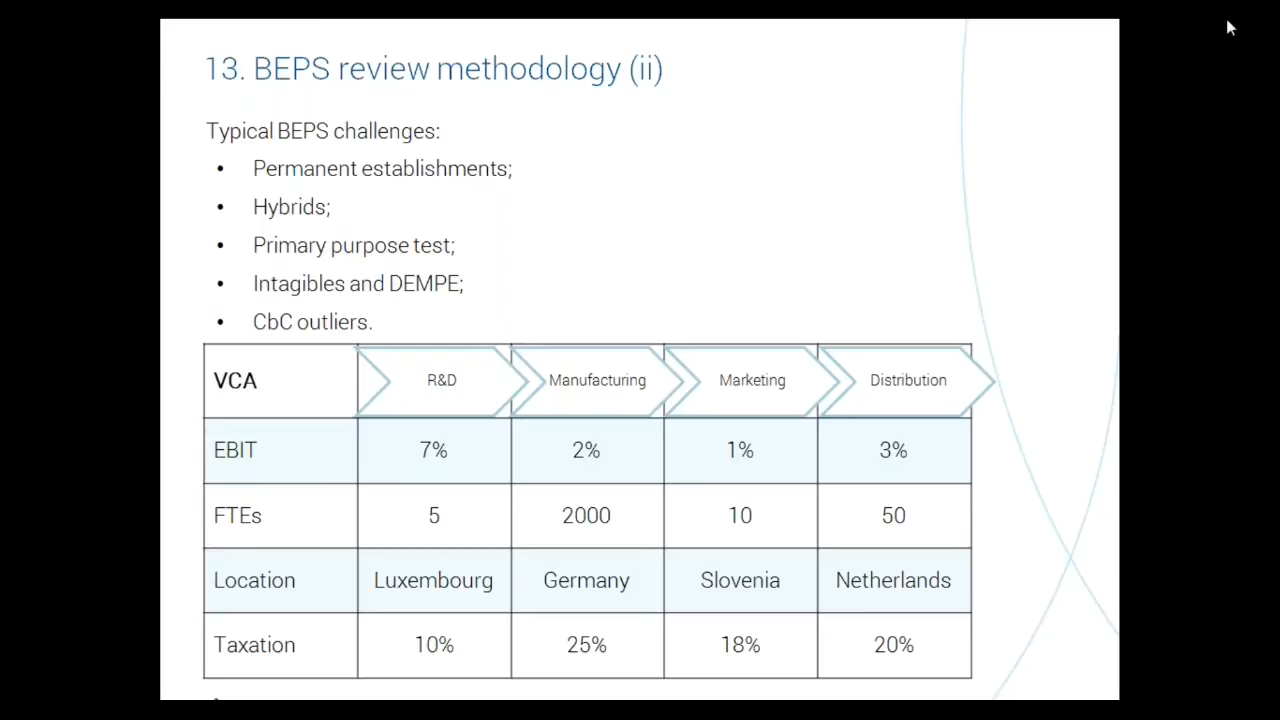 13. BEPS review methodology (ii)
Typical BEPS challenges:
• Permanent establishments;
• Hybrids;
• Primary purpose test;
• Intagibles and DEMPE;
• CbC outliers.
VCA R&D Manufacturing Marketing Distribution
EBIT 7% 2% 1% 3%
FTEs 5 2000 10 50
Location Luxembourg Germany Slovenia Netherlands
Taxation 10% 25% 18% 20%